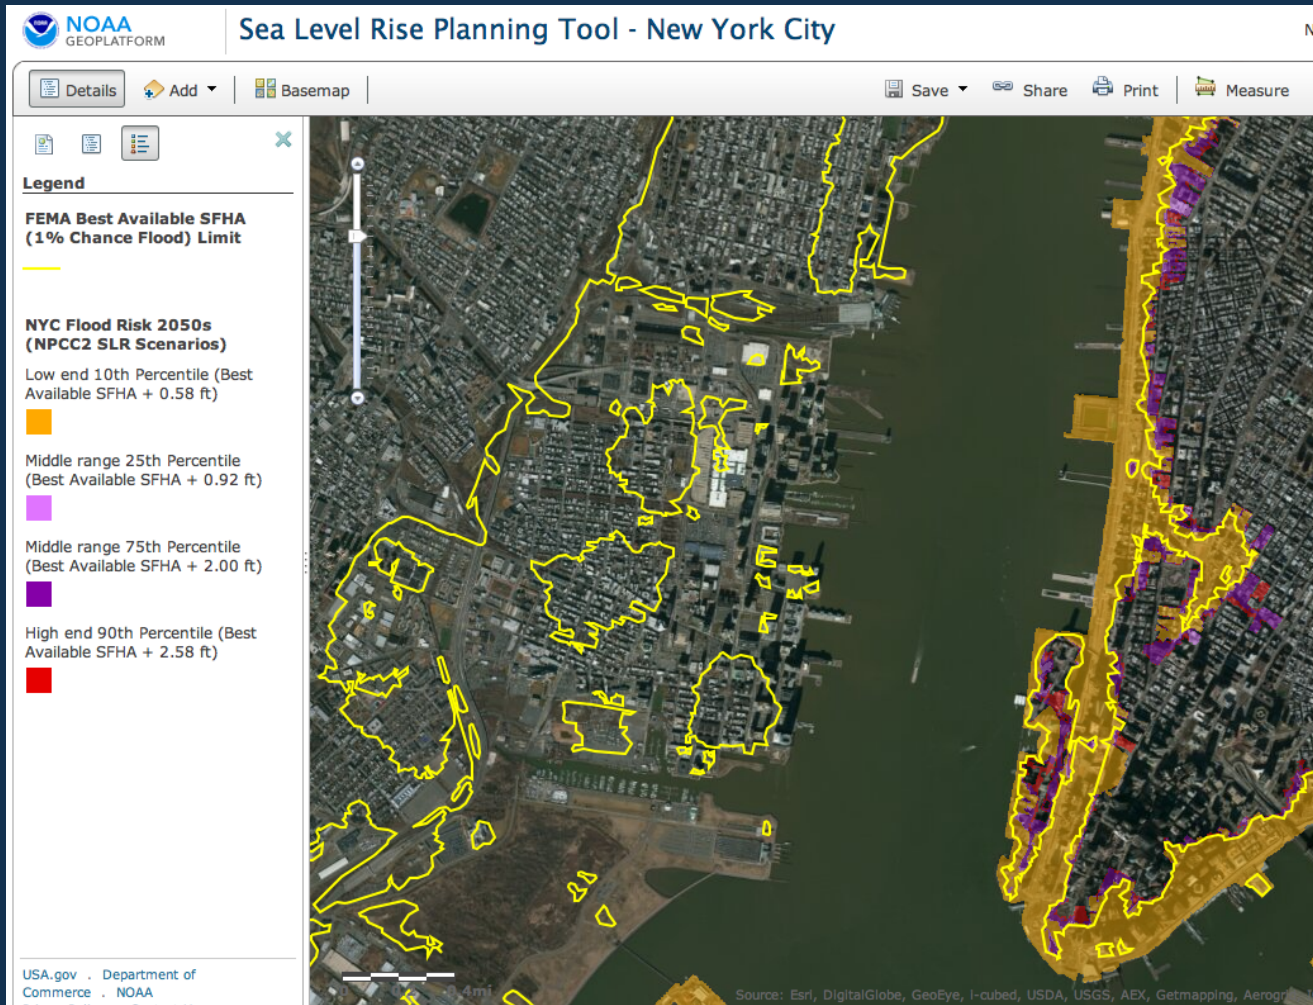 NOAA
GEOPLATFORM
Sea Level Rise Planning Tool - New York City
N
Details
Add
Basemap
Save
Share
Print
Measure
Legend
FEMA Best Available SFHA
(1% Chance Flood) Limit
NYC Flood Risk 2050s
(NPCC2 SLR Scenarios)
Low end 10th Percentile (Best
Available SFHA + 0.58 ft)
Middle range 25th Percentile
(Best Available SFHA + 0.92 ft)
Middle range 75th Percentile
(Best Available SFHA + 2.00 ft)
High end 90th Percentile (Best
Available SFHA + 2.58 ft)
USA.gov . Department of
Commerce . NOAA
0.4mi
Source: Esri, DigitalGlobe, GeoEye, i-cubed, USDA, USGS, AEX, Getmapping, Aerogr